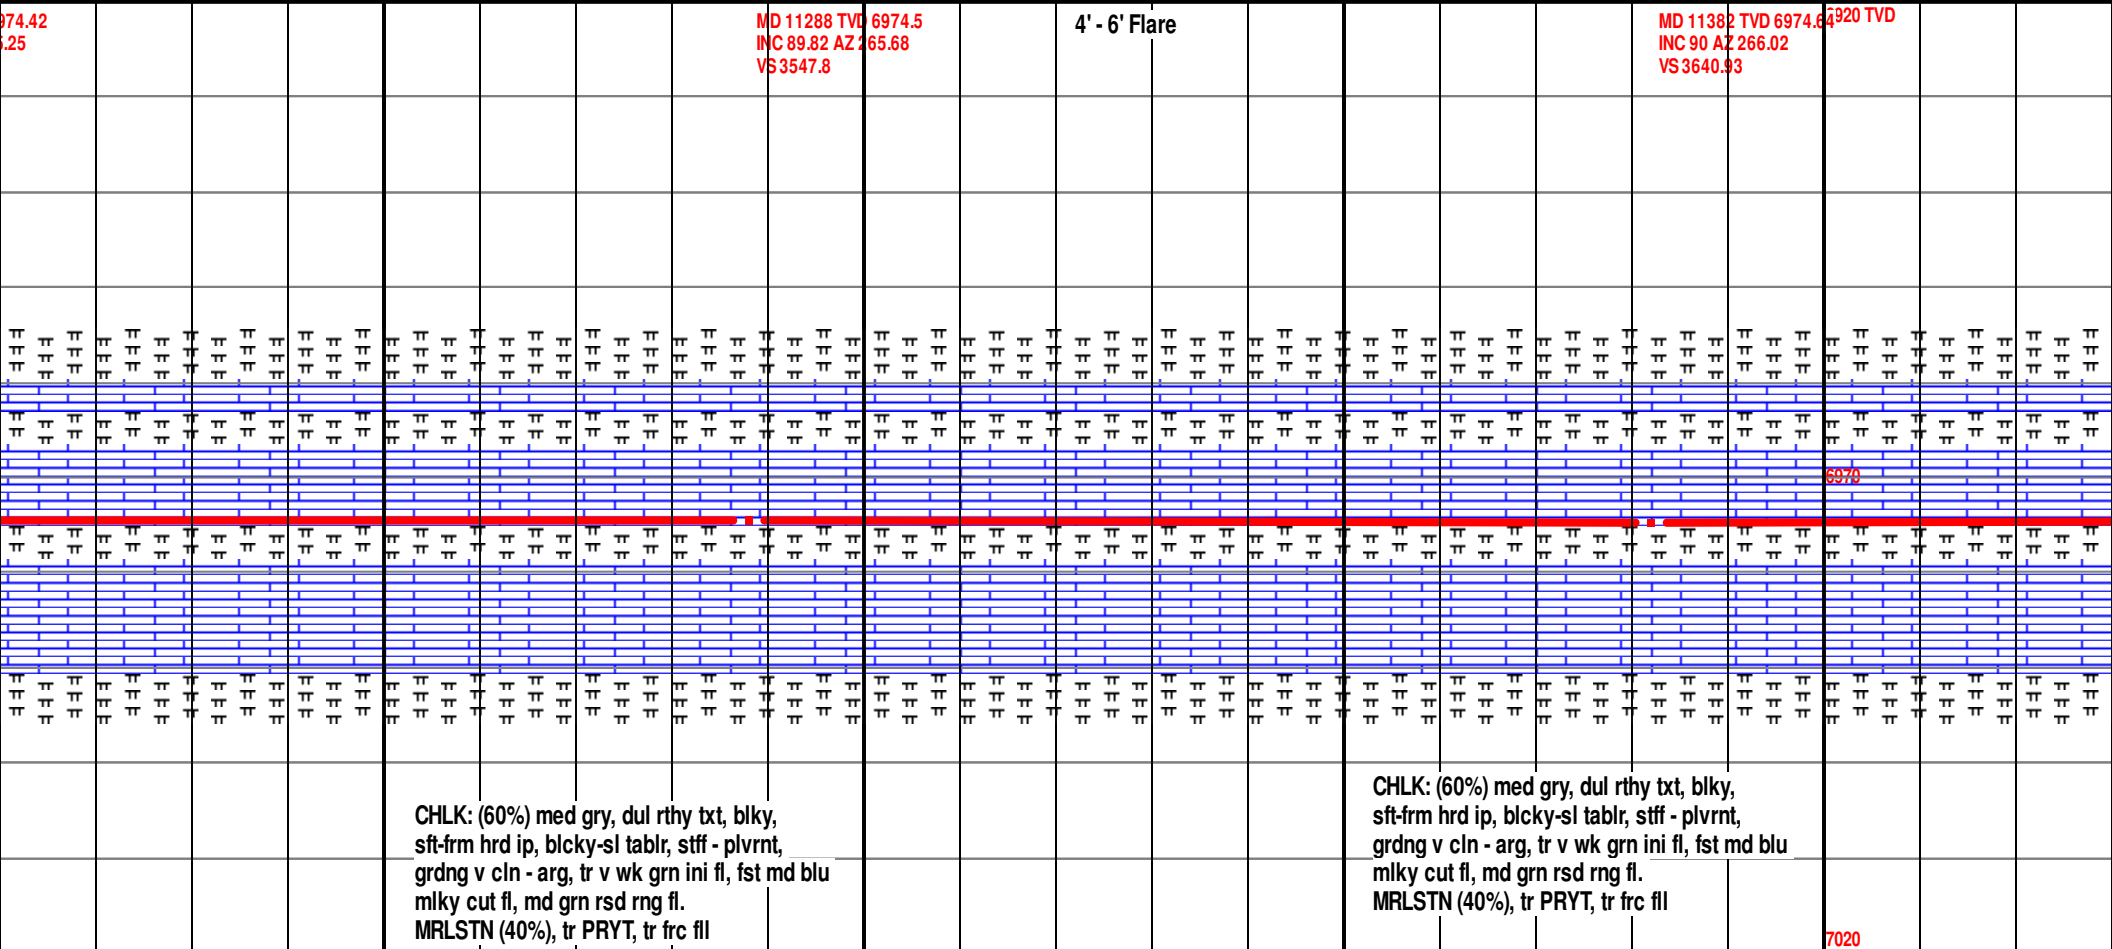 974.42
5.25
MD 11288 TVD 6974.5
INC 89.82 AZ 265.68
VS 3547.8
4' - 6' Flare
MD 11382 TVD 6974.64
INC 90 AZ 266.02
VS 3640.93
6920 TVD
6970
CHLK: (60%) med gry, dul rthy txt, blky,
sft-frm hrd ip, blcky-sl tablr, stff - plvrnt,
grdng v cln - arg, tr v wk grn ini fl, fst md blu
mlky cut fl, md grn rsd rng fl.
MRLSTN (40%), tr PRYT, tr frc fll
CHLK: (60%) med gry, dul rthy txt, blky,
sft-frm hrd ip, blcky-sl tablr, stff - plvrnt,
grdng v cln - arg, tr v wk grn ini fl, fst md blu
mlky cut fl, md grn rsd rng fl.
MRLSTN (40%), tr PRYT, tr frc fll
7020